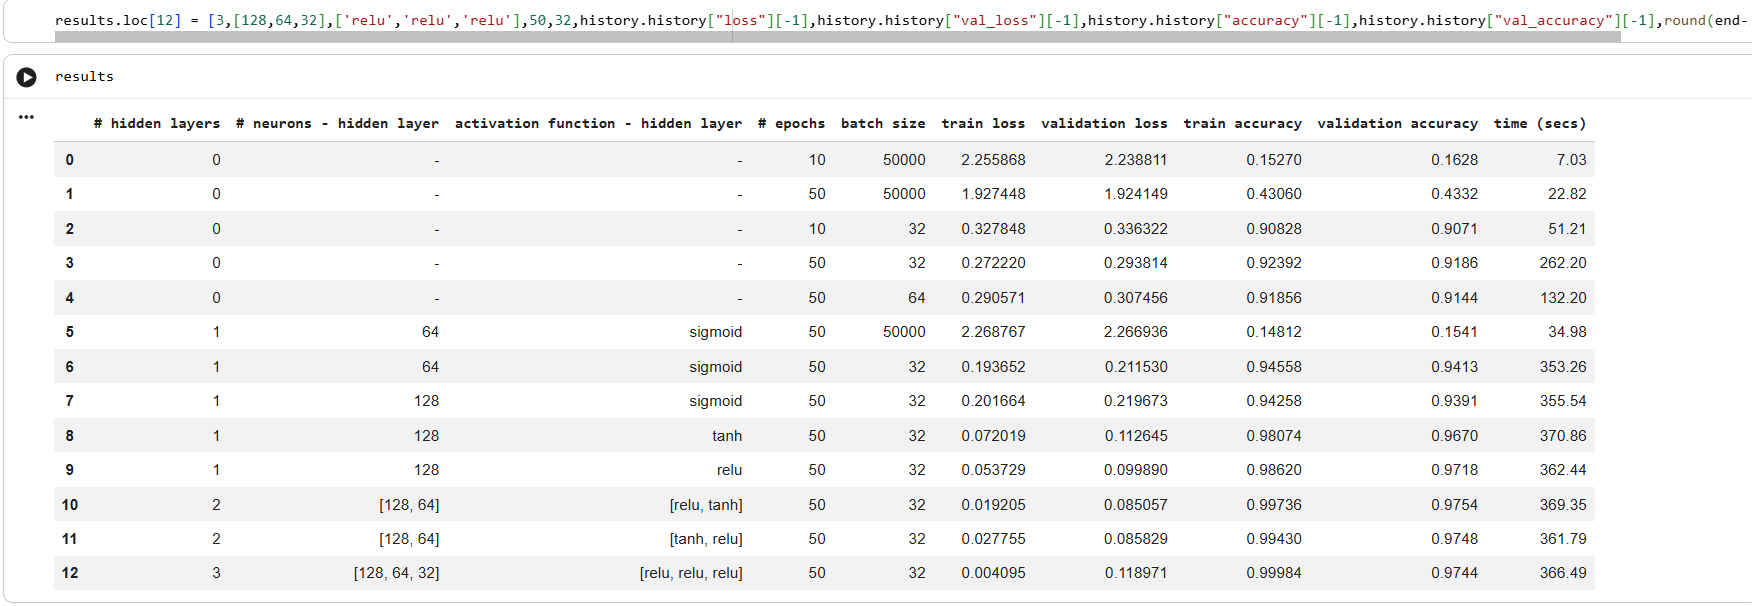 results.loc[12] = [3,[128,64,32],['relu','relu','relu'],50,32,history.history["loss"][-1],history.history["val_loss"][-1],history.history["accuracy"][-1],history.history["val_accuracy"][-1],round(end-
results
# hidden layers # neurons - hidden layer activation function - hidden layer # epochs batch size train loss validation loss train accuracy validation accuracy time (secs)
0 0 - - 10 50000 2.255868 2.238811 0.15270 0.1628 7.03
1 0 - - 50 50000 1.927448 1.924149 0.43060 0.4332 22.82
2 0 - - 10 32 0.327848 0.336322 0.90828 0.9071 51.21
3 0 - - 50 32 0.272220 0.293814 0.92392 0.9186 262.20
4 0 - - 50 64 0.290571 0.307456 0.91856 0.9144 132.20
5 1 64 sigmoid 50 50000 2.268767 2.266936 0.14812 0.1541 34.98
6 1 64 sigmoid 50 32 0.193652 0.211530 0.94558 0.9413 353.26
7 1 128 sigmoid 50 32 0.201664 0.219673 0.94258 0.9391 355.54
8 1 128 tanh 50 32 0.072019 0.112645 0.98074 0.9670 370.86
9 1 128 relu 50 32 0.053729 0.099890 0.98620 0.9718 362.44
10 2 [128, 64] [relu, tanh] 50 32 0.019205 0.085057 0.99736 0.9754 369.35
11 2 [128, 64] [tanh, relu] 50 32 0.027755 0.085829 0.99430 0.9748 361.79
12 3 [128, 64, 32] [relu, relu, relu] 50 32 0.004095 0.118971 0.99984 0.9744 366.49